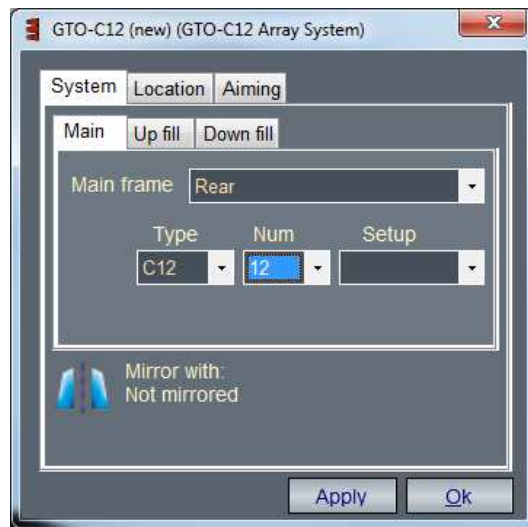 GTO-C12 (new) (GTO-C12 Array System)
System Location Aiming
Main Up fill Down fill
Main frame Rear
Type Num Setup
C12 12
Mirror with:
Not mirrored
Apply Ok